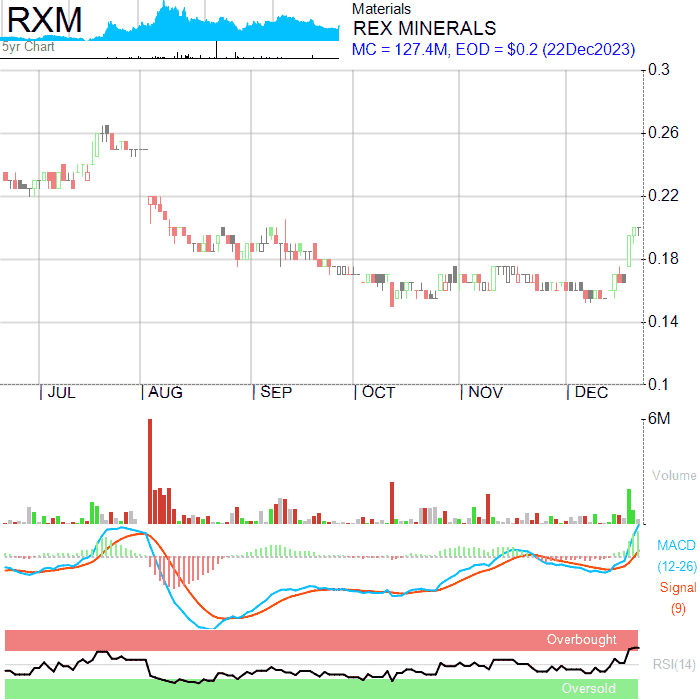 RXM
5yr Chart
Materials
REX MINERALS
MC = 127.4M, EOD = $0.2 (22Dec2023)
0.3
0.26
0.22
0.18
0.14
0.1
JUL AUG SEP OCT NOV DEC
6M
Volume
MACD
(12-26)
Signal
(9)
Overbought
RSI(14)
Oversold